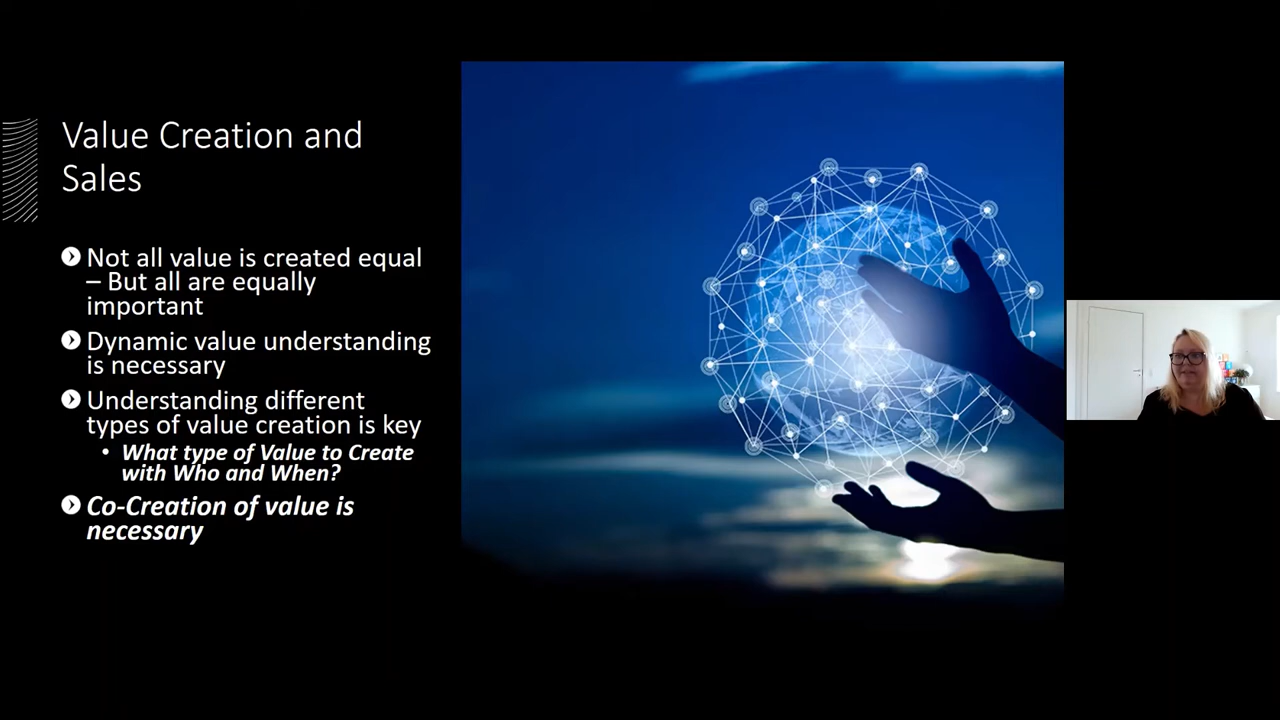 Value Creation and
Sales
Not all value is created equal
– But all are equally
important
Dynamic value understanding
is necessary
Understanding different
types of value creation is key
• What type of Value to Create
with Who and When?
Co-Creation of value is
necessary